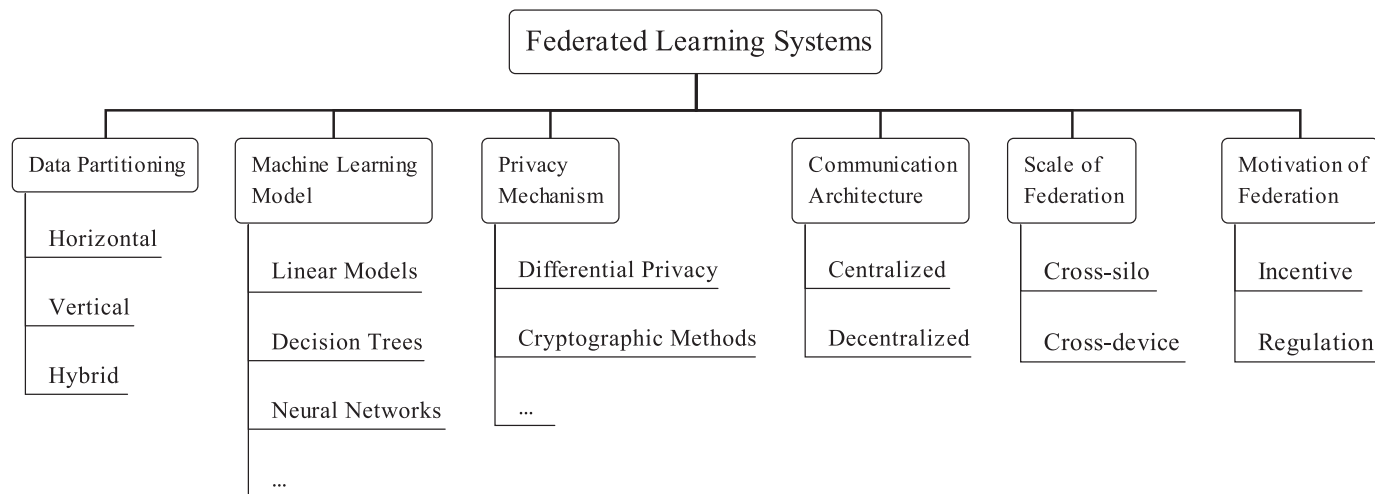 Federated Learning Systems
Data Partitioning
Horizontal
Vertical
Hybrid
Machine Learning
Model
Linear Models
Decision Trees
Neural Networks
...
Privacy
Mechanism
Differential Privacy
Cryptographic Methods
...
Communication
Architecture
Centralized
Decentralized
Scale of
Federation
Cross-silo
Cross-device
Motivation of
Federation
Incentive
Regulation